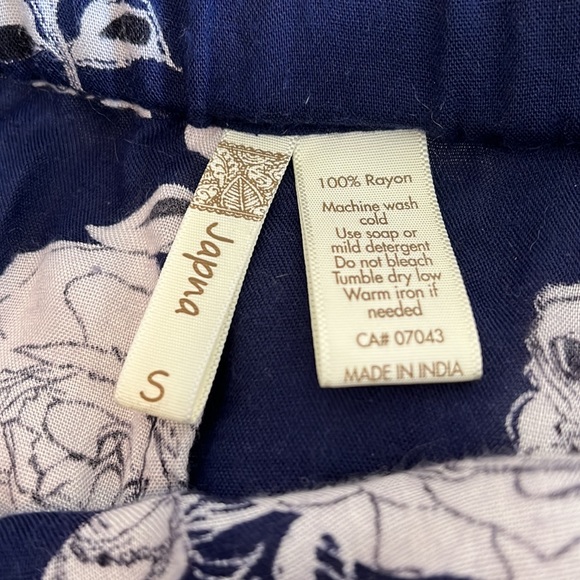 Japna
S
100% Rayon
Machine wash
cold
Use soap or
mild detergent
Do not bleach
Tumble dry low
Warm iron if
needed
CA# 07043
MADE IN INDIA